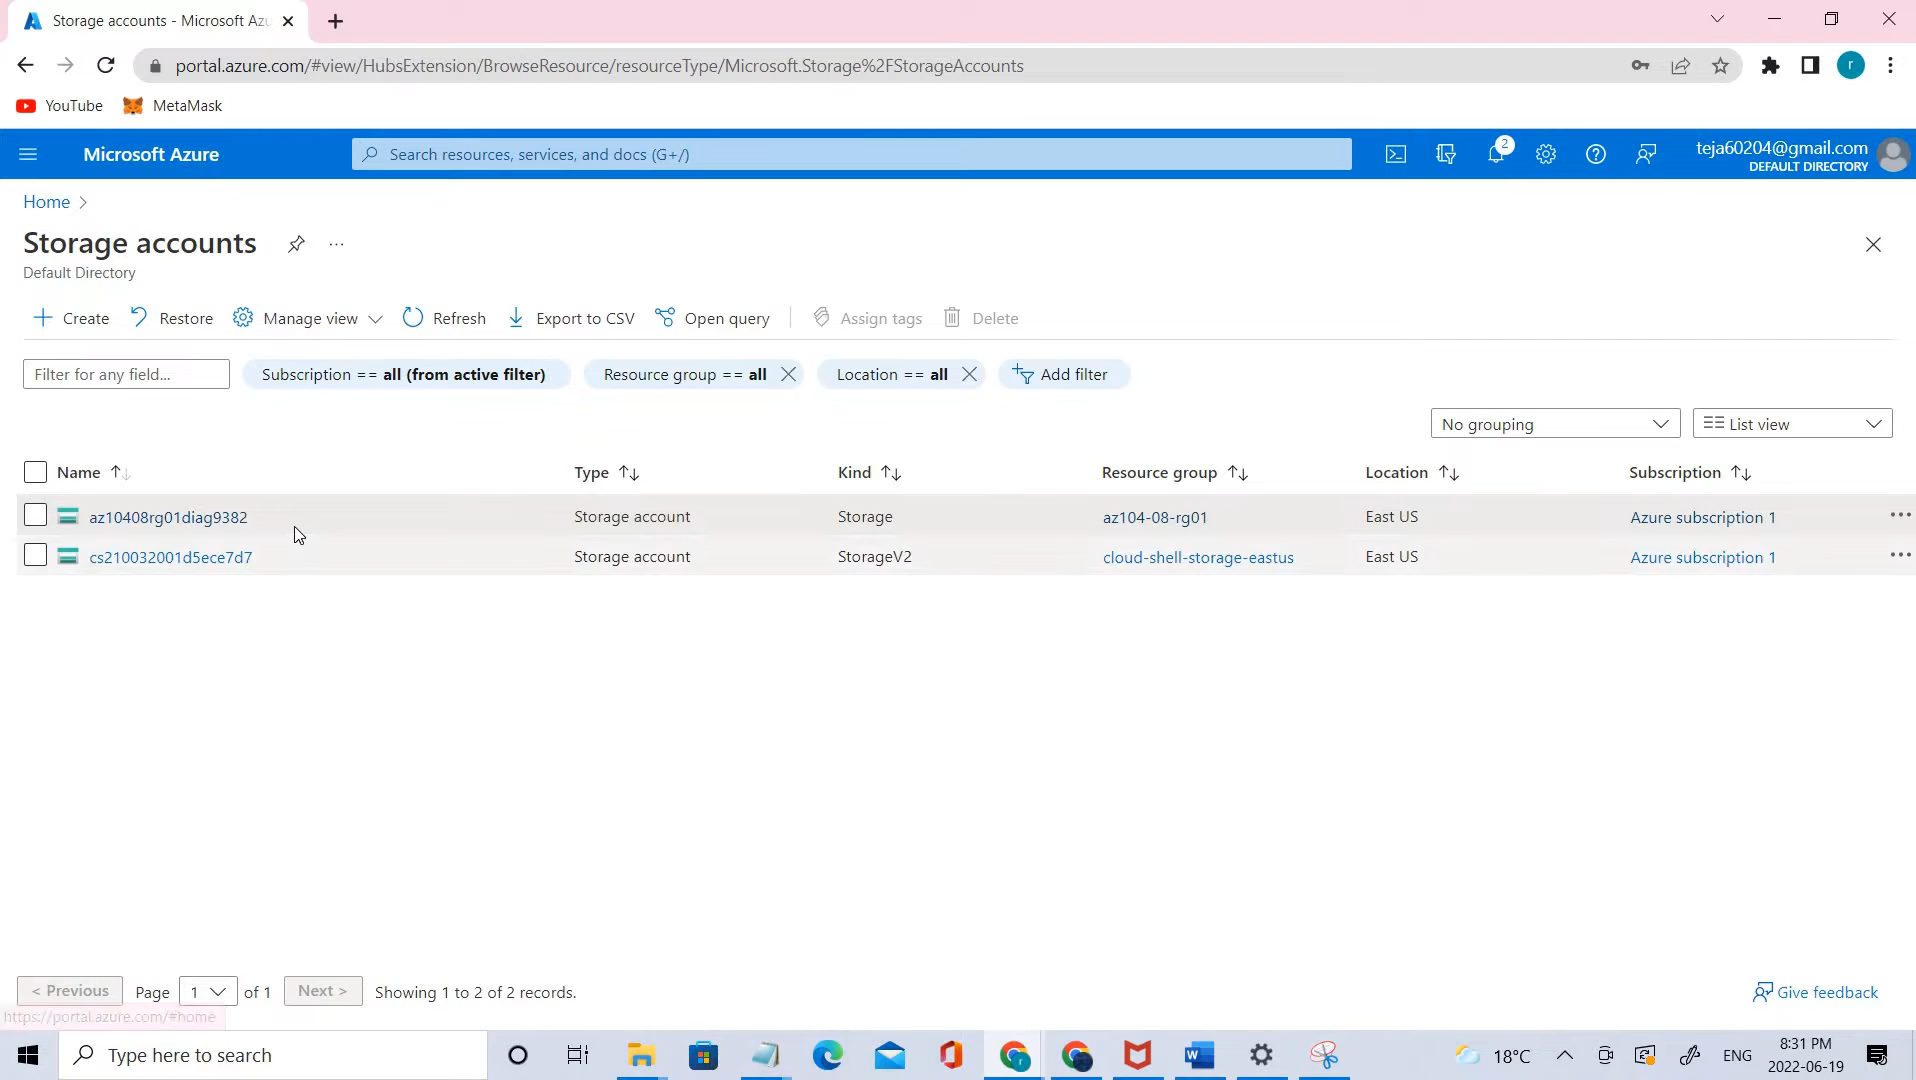 Storage accounts - Microsoft Azu
portal.azure.com/#view/HubsExtension/BrowseResource/resourceType/Microsoft.Storage%2FStorageAccounts
r
YouTube
MetaMask
Microsoft Azure
Search resources, services, and docs (G+/)
2
teja60204@gmail.com
DEFAULT DIRECTORY
Home
Storage accounts
Default Directory
Create
Restore
Manage view
Refresh
Export to CSV
Open query
Assign tags
Delete
Filter for any field...
Subscription == all (from active filter)
Resource group == all
Location == all
Add filter
No grouping
List view
Name
Type
Kind
Resource group
Location
Subscription
az10408rg01diag9382
Storage account
Storage
az104-08-rg01
East US
Azure subscription 1
cs210032001d5ece7d7
Storage account
StorageV2
cloud-shell-storage-eastus
East US
Azure subscription 1
< Previous
Page
1
of 1
Next >
Showing 1 to 2 of 2 records.
Give feedback
https://portal.azure.com/#home
Type here to search
18°C
ENG
8:31 PM
2022-06-19